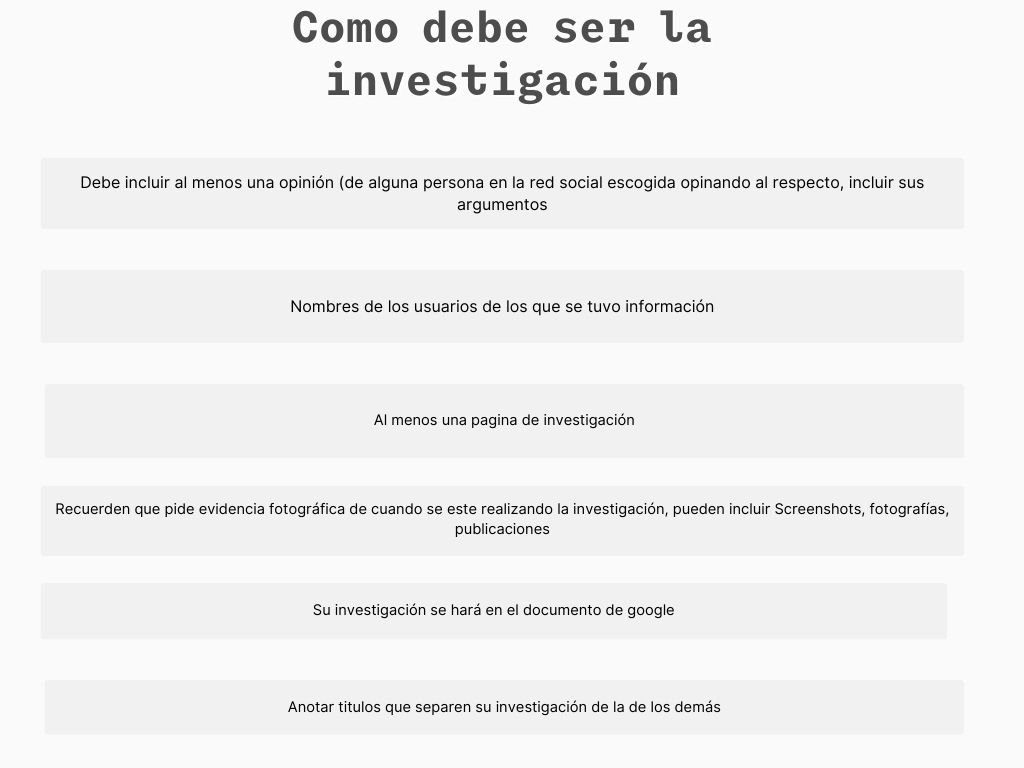 Como debe ser la
investigación
Debe incluir al menos una opinión (de alguna persona en la red social escogida opinando al respecto, incluir sus
argumentos
Nombres de los usuarios de los que se tuvo información
Al menos una pagina de investigación
Recuerden que pide evidencia fotográfica de cuando se este realizando la investigación, pueden incluir Screenshots, fotografías,
publicaciones
Su investigación se hará en el documento de google
Anotar titulos que separen su investigación de la de los demás